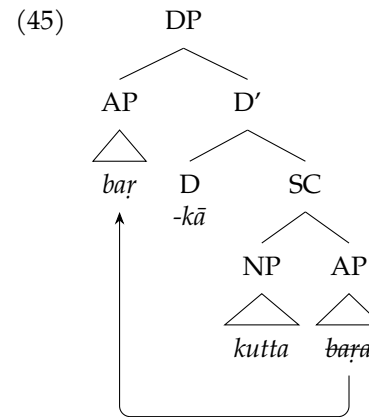 (45) DP
AP D′
baṛ D SC
-kā
NP AP
kutta baṛa